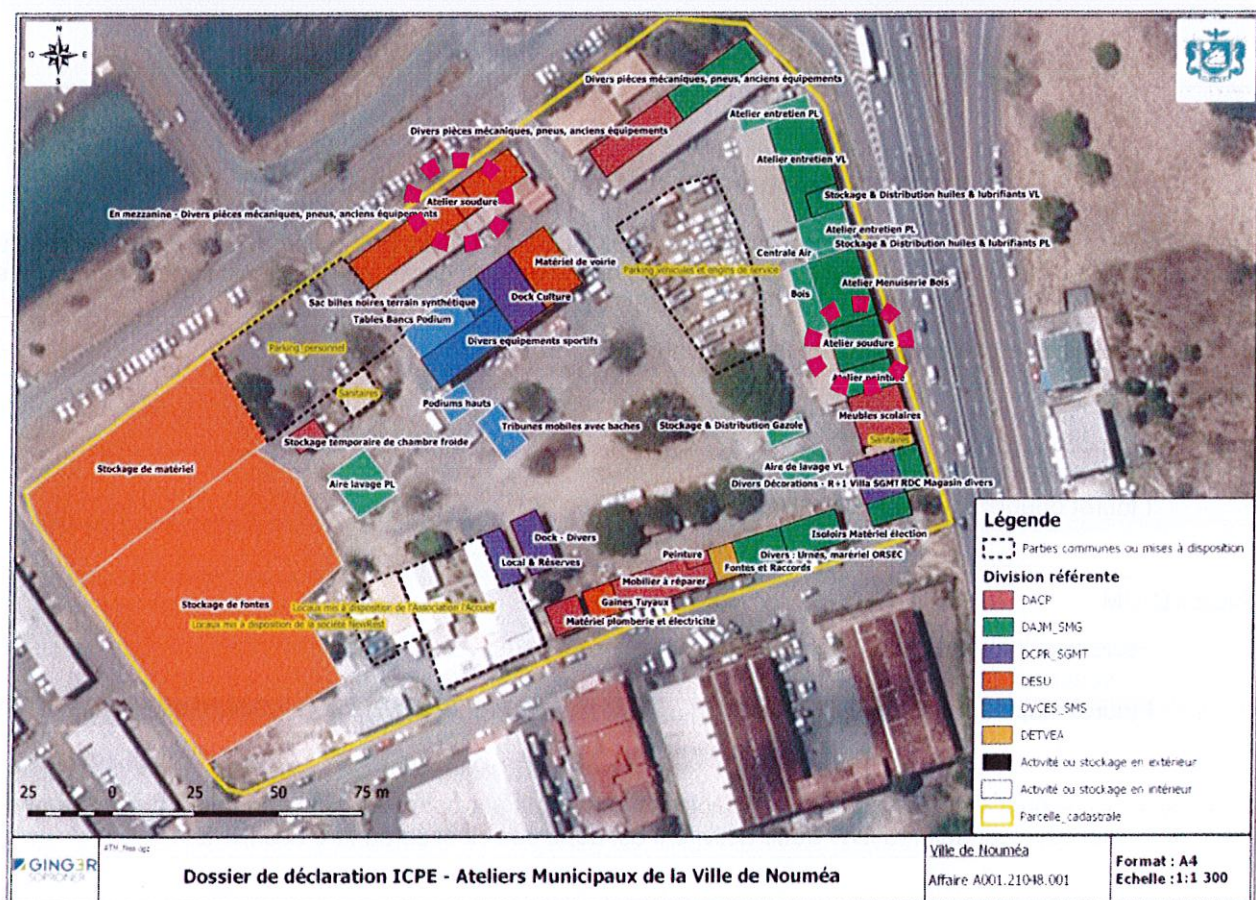 N
O
E
S
Divers pièces mécaniques, pneus, anciens équipements
Atelier entretien PL
Divers pièces mécaniques, pneus, anciens équipements
Atelier entretien VL
Atelier soudure
Stockage & Distribution huiles & lubrifiants VL
En mezzanine - Divers pièces mécaniques, pneus, anciens équipements
Atelier entretien PL
Stockage & Distribution huiles & lubrifiants PL
Centrale Air
Matériel de voirie
Parking véhicules et engins de service
Atelier Menuiserie Bois
Bois
Sac billes noires terrain synthétique
Dock Culture
Tables Bancs Podium
Divers equipements sportifs
Atelier soudure
Parking personnel
Atelier peinture
Sanitaires
Podiums hauts
Meubles scolaires
Tribunes mobiles avec baches
Stockage & Distribution Gazole
Sanitaires
Stockage temporaire de chambre froide
Stockage de matériel
Aire de lavage VL
Aire lavage PL
Divers Décorations - R+1 Villa SGMT RDC Magasin divers
Isoloirs Matériel élection
Dock - Divers
Peinture
Divers : Urnes, marériel ORSEC
Local & Réserves
Fontes et Raccords
Mobilier à réparer
Gaines Tuyaux
Stockage de fontes
Locaux mis à disposition de l'Association l'Accueil
Matériel plomberie et électricité
Locaux mis à disposition de la société NewRest
Légende
Parties communes ou mises à disposition
Division référente
DACP
DAJM_SMG
DCPR_SGMT
DESU
DVCES_SMS
DETVEA
Activité ou stockage en extérieur
Activité ou stockage en intérieur
Parcelle_cadastrale
25 0 25 50 75 m
GINGER
SOPRONER
Dossier de déclaration ICPE - Ateliers Municipaux de la Ville de Nouméa
Ville de Nouméa
Affaire A001.21048.001
Format : A4
Echelle :1:1 300